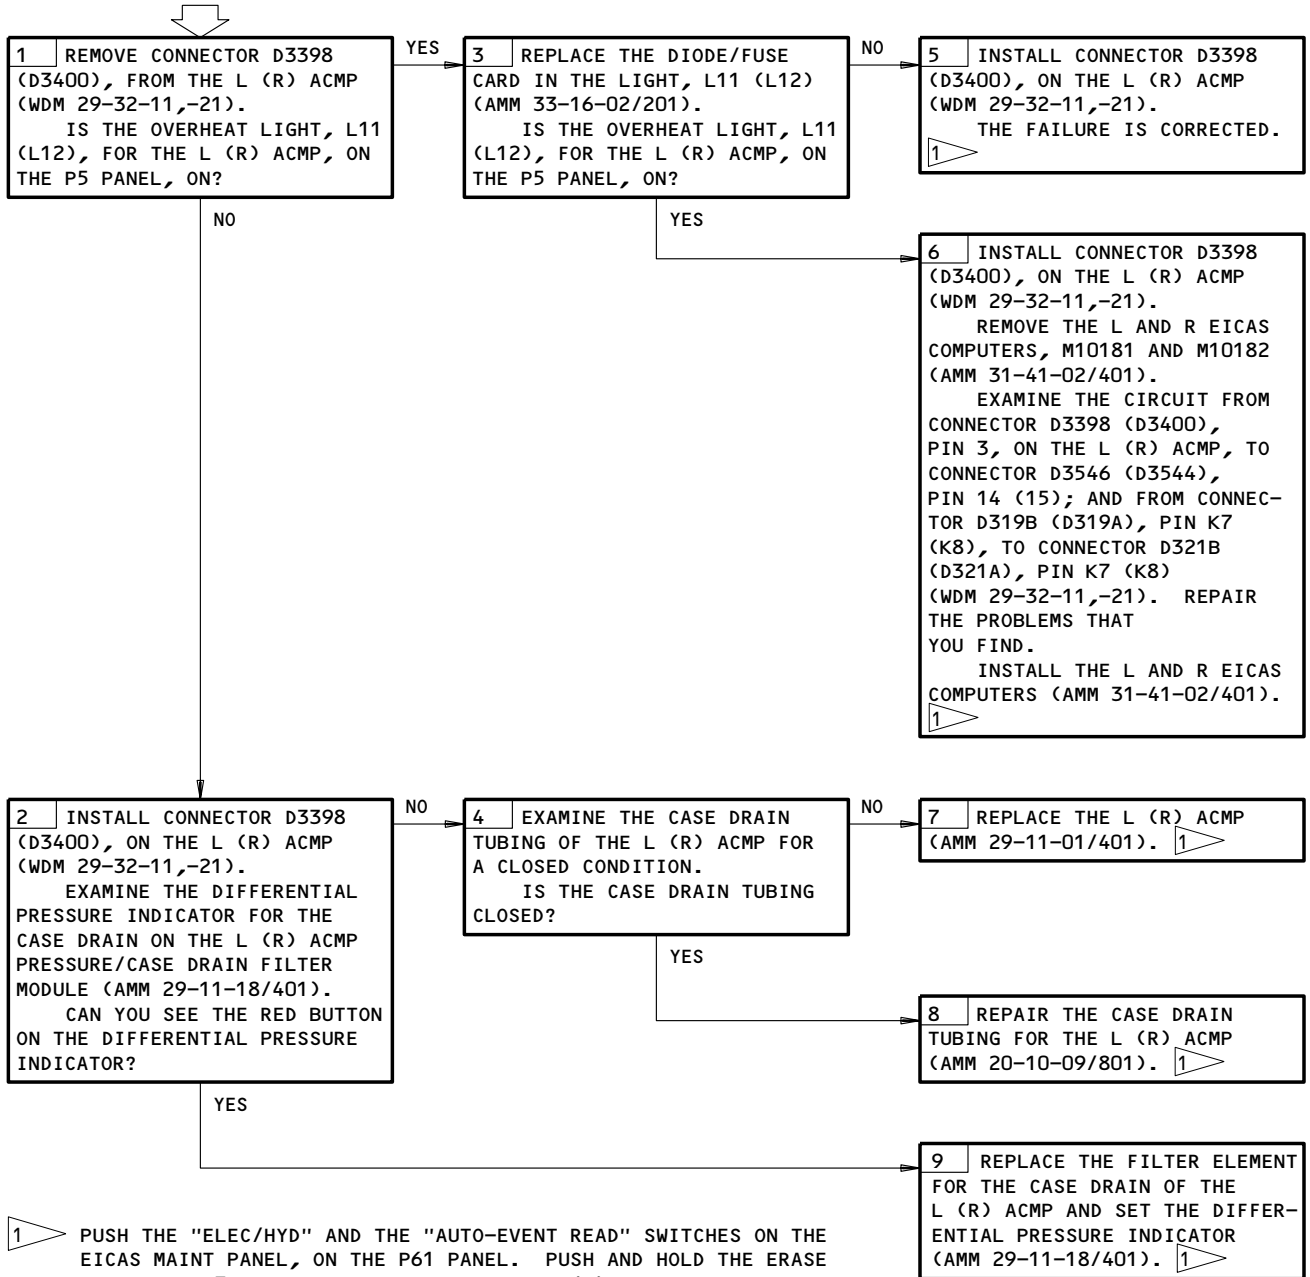 1 REMOVE CONNECTOR D3398
(D3400), FROM THE L (R) ACMP
(WDM 29-32-11,-21).
IS THE OVERHEAT LIGHT, L11
(L12), FOR THE L (R) ACMP, ON
THE P5 PANEL, ON?
YES
3 REPLACE THE DIODE/FUSE
CARD IN THE LIGHT, L11 (L12)
(AMM 33-16-02/201).
IS THE OVERHEAT LIGHT, L11
(L12), FOR THE L (R) ACMP, ON
THE P5 PANEL, ON?
NO
5 INSTALL CONNECTOR D3398
(D3400), ON THE L (R) ACMP
(WDM 29-32-11,-21).
THE FAILURE IS CORRECTED.
1
NO
YES
6 INSTALL CONNECTOR D3398
(D3400), ON THE L (R) ACMP
(WDM 29-32-11,-21).
REMOVE THE L AND R EICAS
COMPUTERS, M10181 AND M10182
(AMM 31-41-02/401).
EXAMINE THE CIRCUIT FROM
CONNECTOR D3398 (D3400),
PIN 3, ON THE L (R) ACMP, TO
CONNECTOR D3546 (D3544),
PIN 14 (15); AND FROM CONNEC-
TOR D319B (D319A), PIN K7
(K8), TO CONNECTOR D321B
(D321A), PIN K7 (K8)
(WDM 29-32-11,-21). REPAIR
THE PROBLEMS THAT
YOU FIND.
INSTALL THE L AND R EICAS
COMPUTERS (AMM 31-41-02/401).
1
2 INSTALL CONNECTOR D3398
(D3400), ON THE L (R) ACMP
(WDM 29-32-11,-21).
EXAMINE THE DIFFERENTIAL
PRESSURE INDICATOR FOR THE
CASE DRAIN ON THE L (R) ACMP
PRESSURE/CASE DRAIN FILTER
MODULE (AMM 29-11-18/401).
CAN YOU SEE THE RED BUTTON
ON THE DIFFERENTIAL PRESSURE
INDICATOR?
NO
4 EXAMINE THE CASE DRAIN
TUBING OF THE L (R) ACMP FOR
A CLOSED CONDITION.
IS THE CASE DRAIN TUBING
CLOSED?
NO
7 REPLACE THE L (R) ACMP
(AMM 29-11-01/401). 1
YES
8 REPAIR THE CASE DRAIN
TUBING FOR THE L (R) ACMP
(AMM 20-10-09/801). 1
YES
9 REPLACE THE FILTER ELEMENT
FOR THE CASE DRAIN OF THE
L (R) ACMP AND SET THE DIFFER-
ENTIAL PRESSURE INDICATOR
(AMM 29-11-18/401). 1
1 PUSH THE "ELEC/HYD" AND THE "AUTO-EVENT READ" SWITCHES ON THE
EICAS MAINT PANEL, ON THE P61 PANEL. PUSH AND HOLD THE ERASE